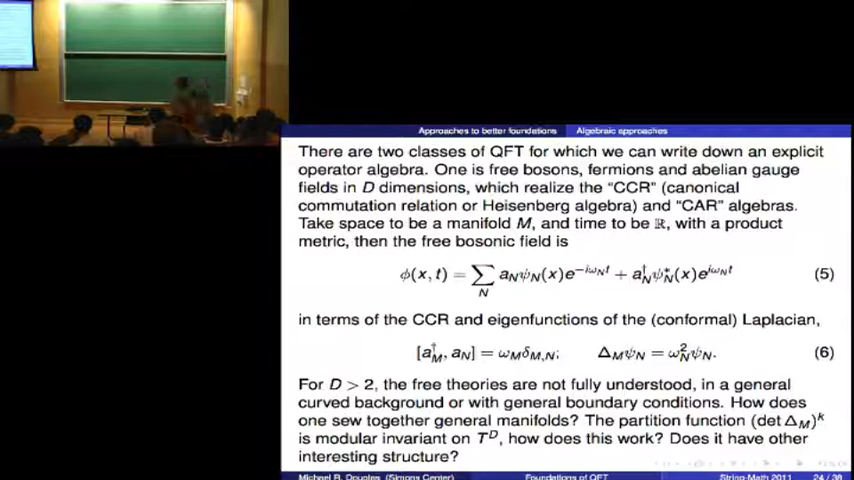 Approaches to better foundations Algebraic approaches
There are two classes of QFT for which we can write down an explicit
operator algebra. One is free bosons, fermions and abelian gauge
fields in D dimensions, which realize the "CCR" (canonical
commutation relation or Heisenberg algebra) and "CAR" algebras.
Take space to be a manifold M, and time to be ℝ, with a product
metric, then the free bosonic field is
ϕ(x, t) = ∑_N a_N ψ_N(x) e^{−iω_N t} + a_N^† ψ_N^*(x) e^{iω_N t} (5)
in terms of the CCR and eigenfunctions of the (conformal) Laplacian,
[a_M^†, a_N] = ω_M δ_{M,N}; Δ_M ψ_N = ω_N^2 ψ_N. (6)
For D > 2, the free theories are not fully understood, in a general
curved background or with general boundary conditions. How does
one sew together general manifolds? The partition function (det Δ_M)^k
is modular invariant on T^D, how does this work? Does it have other
interesting structure?
Michael R. Douglas (Simons Center) Foundations of QFT String-Math 2011 24 / 38